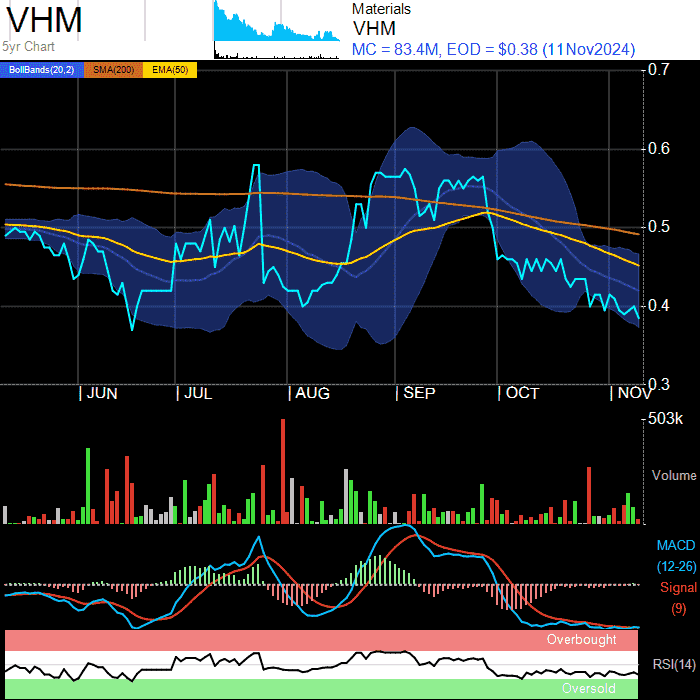 VHM
5yr Chart
Materials
VHM
MC = 83.4M, EOD = $0.38 (11Nov2024)
BollBands(20,2) SMA(200) EMA(50)
0.7
0.6
0.5
0.4
0.3
| JUN | JUL | AUG | SEP | OCT | NOV
503k
Volume
MACD
(12-26)
Signal
(9)
Overbought
RSI(14)
Oversold